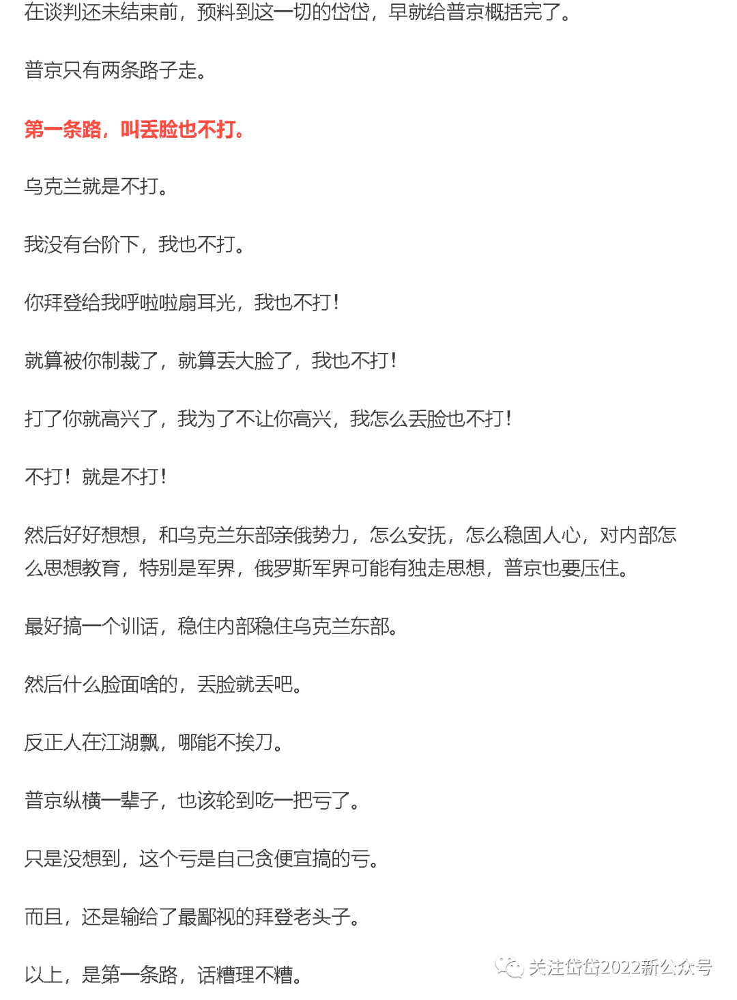 在谈判还未结束前，预料到这一切的岱岱，早就给普京概括完了。
普京只有两条路子走。
第一条路，叫丢脸也不打。
乌克兰就是不打。
我没有台阶下，我也不打。
你拜登给我呼啦啦扇耳光，我也不打！
就算被你制裁了，就算丢大脸了，我也不打！
打了你就高兴了，我为了不让你高兴，我怎么丢脸也不打！
不打！就是不打！
然后好好想想，和乌克兰东部亲俄势力，怎么安抚，怎么稳固人心，对内部怎
么思想教育，特别是军界，俄罗斯军界可能有独走思想，普京也要压住。
最好搞一个训话，稳住内部稳住乌克兰东部。
然后什么脸面啥的，丢脸就丢吧。
反正人在江湖飘，哪能不挨刀。
普京纵横一辈子，也该轮到吃一把亏了。
只是没想到，这个亏是自己贪便宜搞的亏。
而且，还是输给了最鄙视的拜登老头子。
以上，是第一条路，话糟理不糟。
关注岱岱2022新公众号